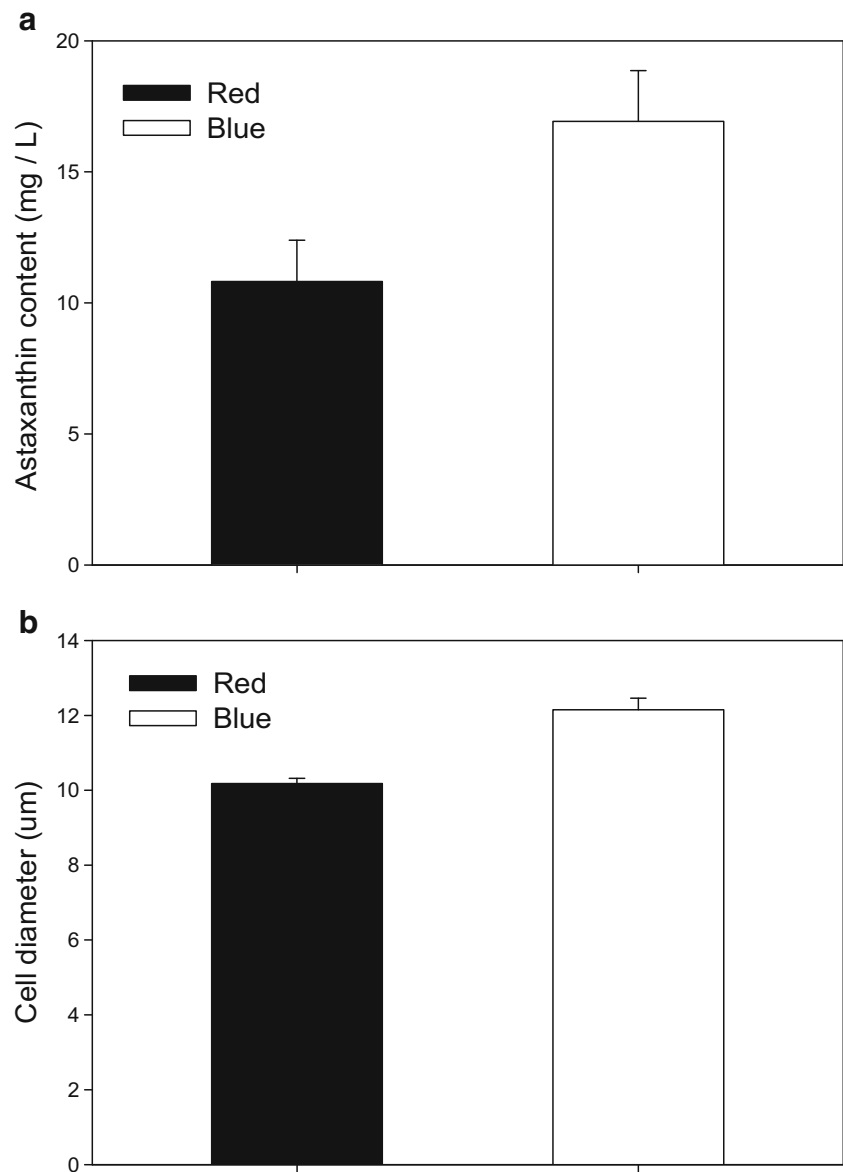 a
Astaxanthin content (mg / L)
20
15
10
5
0
Red
Blue
b
Cell diameter (um)
14
12
10
8
6
4
2
0
Red
Blue